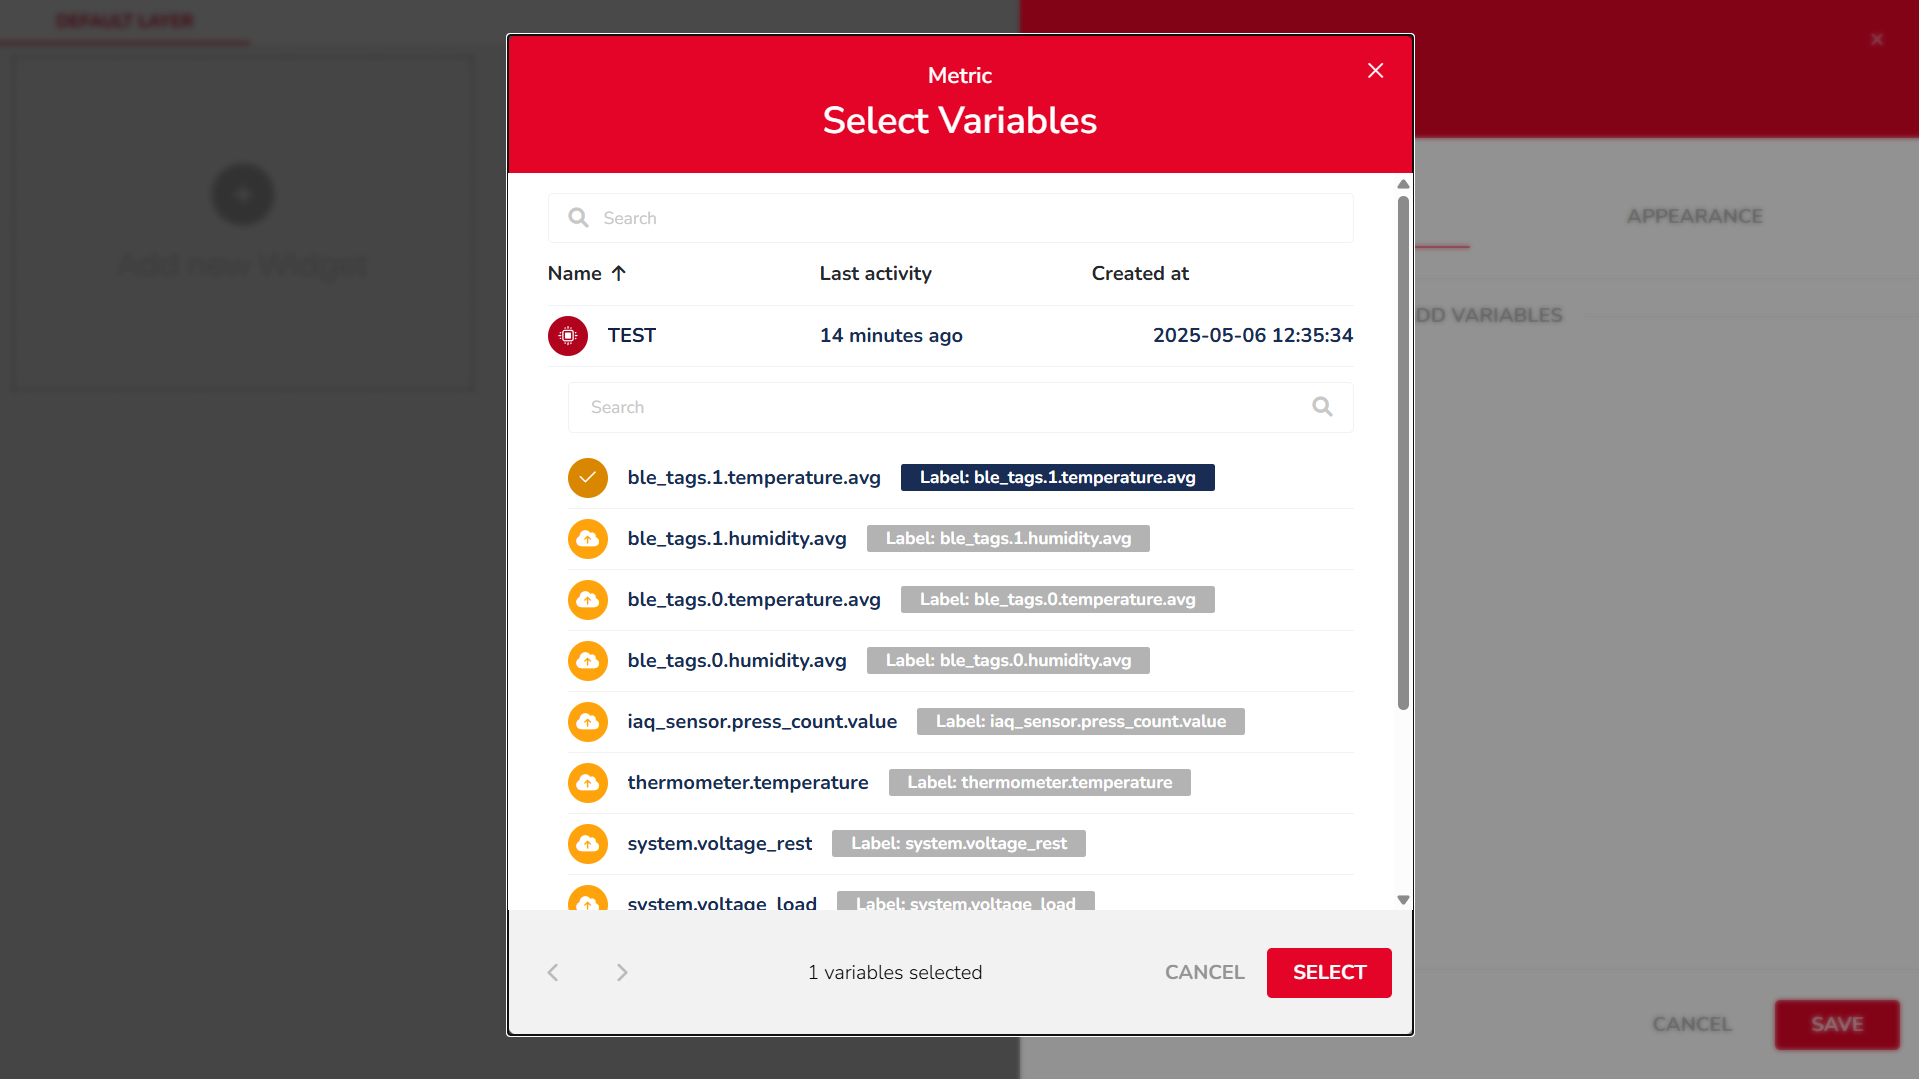 DEFAULT LAYER
Add new Widget
Metric
Select Variables
Search
Name Last activity Created at
TEST 14 minutes ago 2025-05-06 12:35:34
Search
ble_tags.1.temperature.avg Label: ble_tags.1.temperature.avg
ble_tags.1.humidity.avg Label: ble_tags.1.humidity.avg
ble_tags.0.temperature.avg Label: ble_tags.0.temperature.avg
ble_tags.0.humidity.avg Label: ble_tags.0.humidity.avg
iaq_sensor.press_count.value Label: iaq_sensor.press_count.value
thermometer.temperature Label: thermometer.temperature
system.voltage_rest Label: system.voltage_rest
system.voltage_load Label: system.voltage_load
1 variables selected CANCEL SELECT
APPEARANCE
DD VARIABLES
CANCEL SAVE